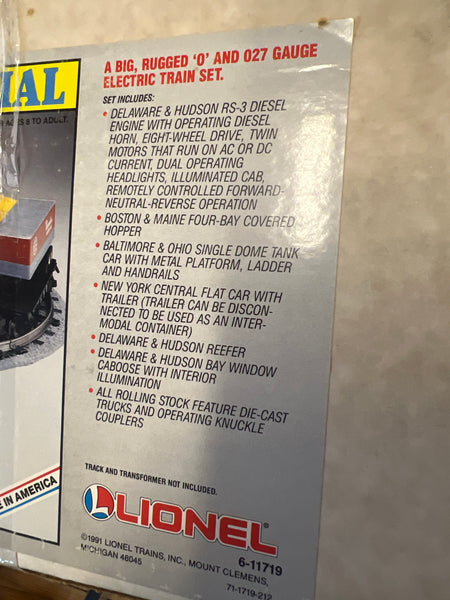 IAL
R AGES 8 TO ADULT.
A BIG, RUGGED 'O' AND 027 GAUGE
ELECTRIC TRAIN SET.
SET INCLUDES:
• DELAWARE & HUDSON RS-3 DIESEL
ENGINE WITH OPERATING DIESEL
HORN, EIGHT-WHEEL DRIVE, TWIN
MOTORS THAT RUN ON AC OR DC
CURRENT, DUAL OPERATING
HEADLIGHTS, ILLUMINATED CAB,
REMOTELY CONTROLLED FORWARD-
NEUTRAL-REVERSE OPERATION
• BOSTON & MAINE FOUR-BAY COVERED
HOPPER
• BALTIMORE & OHIO SINGLE DOME TANK
CAR WITH METAL PLATFORM, LADDER
AND HANDRAILS
• NEW YORK CENTRAL FLAT CAR WITH
TRAILER (TRAILER CAN BE DISCON-
NECTED TO BE USED AS AN INTER-
MODAL CONTAINER)
• DELAWARE & HUDSON REEFER
• DELAWARE & HUDSON BAY WINDOW
CABOOSE WITH INTERIOR
ILLUMINATION
• ALL ROLLING STOCK FEATURE DIE-CAST
TRUCKS AND OPERATING KNUCKLE
COUPLERS
TRACK AND TRANSFORMER NOT INCLUDED.
E IN AMERICA
L LIONEL®
6-11719
©1991 LIONEL TRAINS, INC., MOUNT CLEMENS,
MICHIGAN 48045
71-1719-212